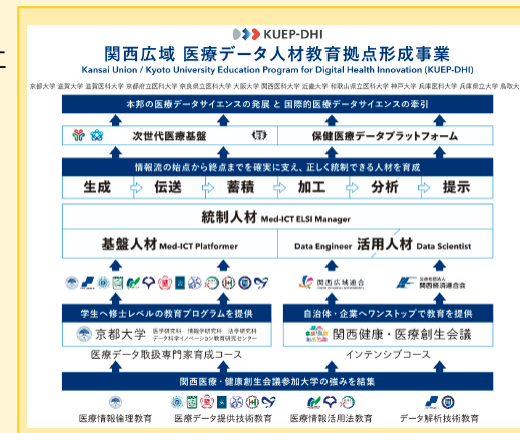 KUEP-DHI
関西広域 医療データ人材教育拠点形成事業
Kansai Union / Kyoto University Education Program for Digital Health Innovation (KUEP-DHI)
京都大学 滋賀大学 滋賀医科大学 京都府立医科大学 奈良県立医科大学 大阪大学 関西医科大学 近畿大学 和歌山県立医科大学 神戸大学 兵庫医科大学 兵庫県立大学 鳥取大
本邦の医療データサイエンスの発展 と 国際的医療データサイエンスの牽引
次世代医療基盤 保健医療データプラットフォーム
情報流の始点から終点までを確実に支え、正しく統制できる人材を育成
生成 伝送 蓄積 加工 分析 提示
統制人材 Med-ICT ELSI Manager
基盤人材 Med-ICT Platformer Data Engineer 活用人材 Data Scientist
関西広域連合 関西経済連合会
学生へ修士レベルの教育プログラムを提供 自治体・企業へワンストップで教育を提供
京都大学 医学研究科 情報学研究科 法学研究科 関西健康・医療創生会議
データ科学イノベーション教育研究センター
医療データ取扱専門家育成コース インテンシブコース
関西医療・健康創生会議参加大学の強みを結集
医療情報倫理教育 医療データ提供技術教育 医療情報活用法教育 データ解析技術教育